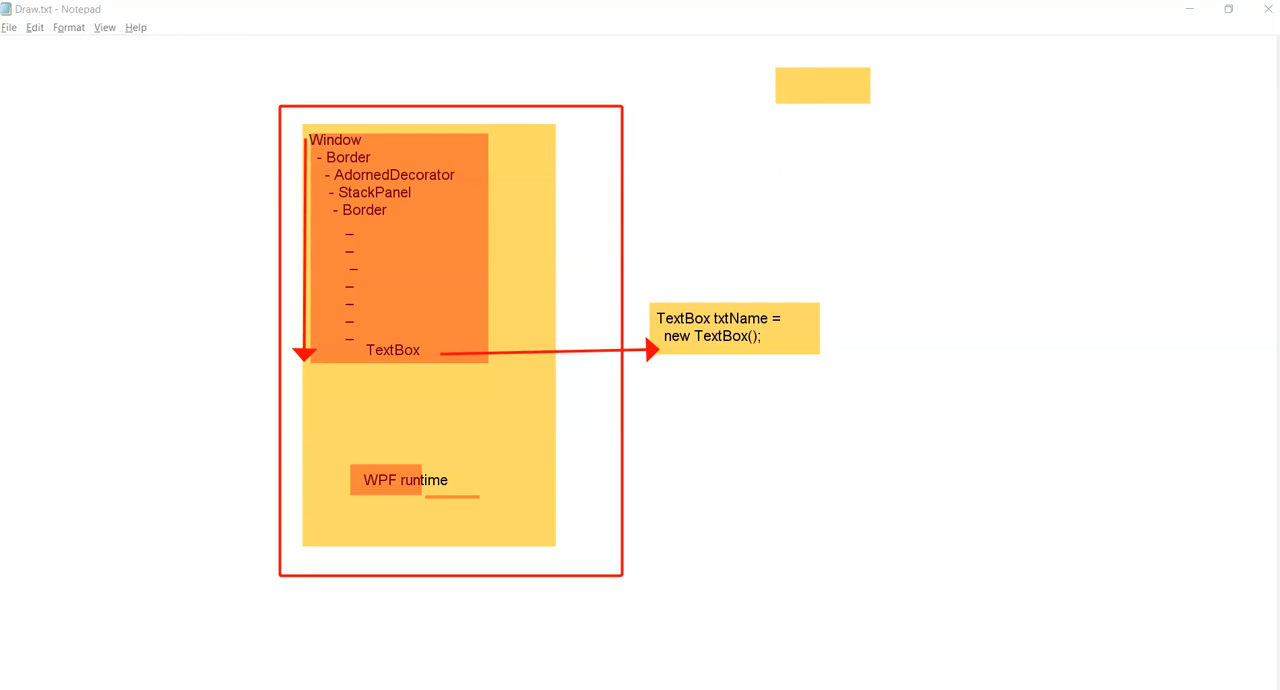 Draw.txt - Notepad
File Edit Format View Help
Window
- Border
- AdornedDecorator
- StackPanel
- Border
–
–
–
–
–
–
–
TextBox
TextBox txtName =
new TextBox();
WPF runtime